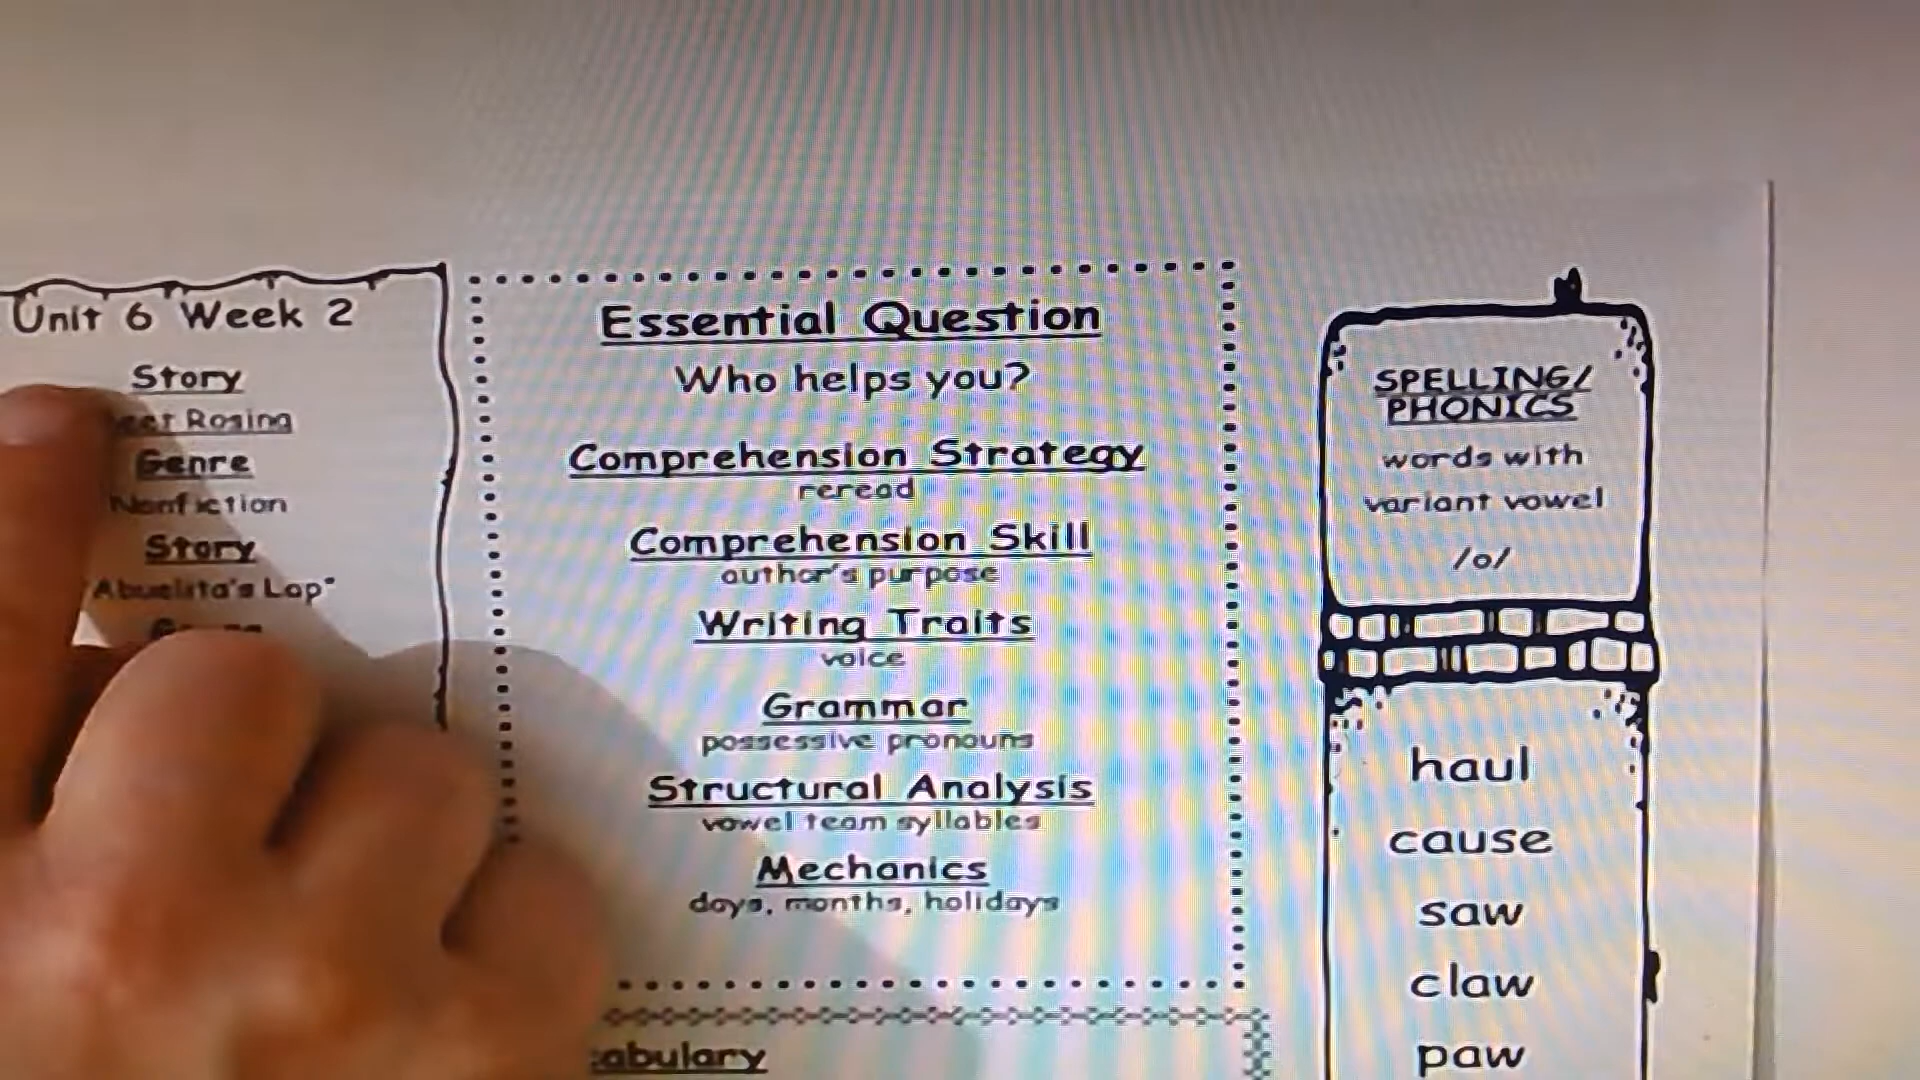 Unit 6 Week 2
Story
Rosina
Genre
Nonfiction
Story
"Abuelita's Lap"
Essential Question
Who helps you?
Comprehension Strategy
reread
Comprehension Skill
author's purpose
Writing Traits
voice
Grammar
possessive pronouns
Structural Analysis
vowel team syllables
Mechanics
days, months, holidays
cabulary
SPELLING/
PHONICS
words with
variant vowel
/o/
haul
cause
saw
claw
paw